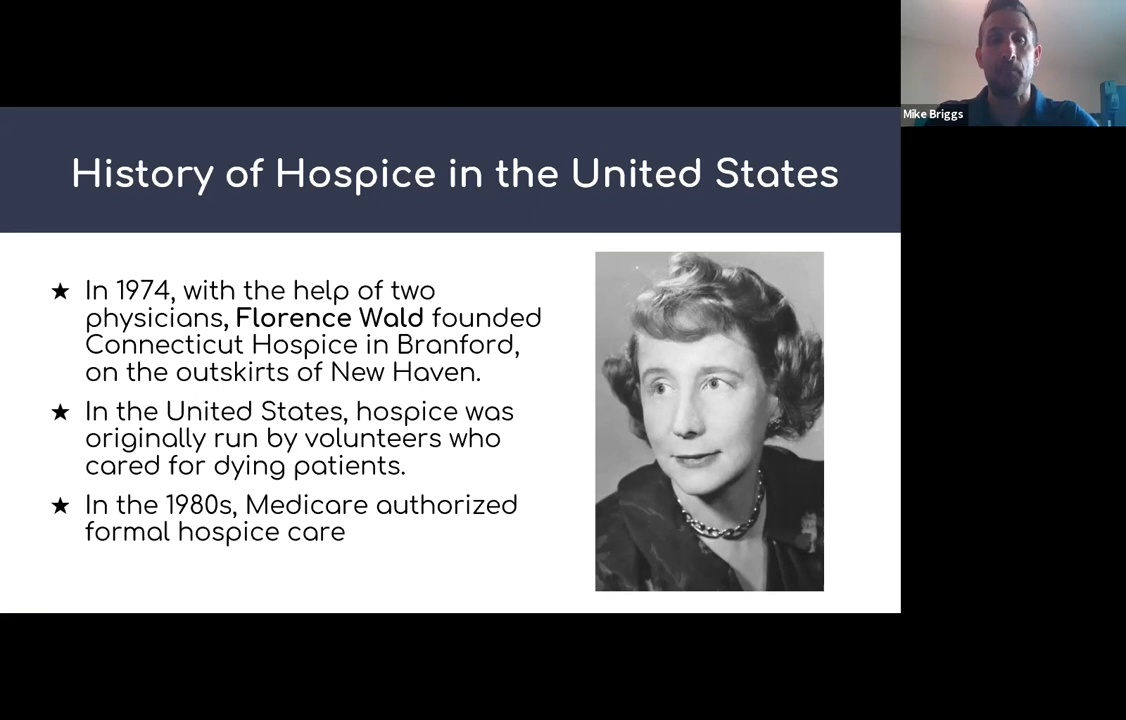 Mike Briggs
History of Hospice in the United States
★ In 1974, with the help of two
physicians, Florence Wald founded
Connecticut Hospice in Branford,
on the outskirts of New Haven.
★ In the United States, hospice was
originally run by volunteers who
cared for dying patients.
★ In the 1980s, Medicare authorized
formal hospice care